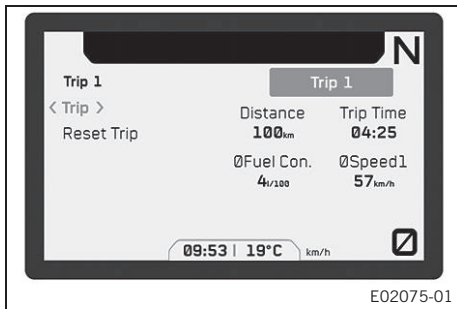 N
Trip 1 Trip 1
< Trip > Distance Trip Time
Reset Trip 100km 04:25
ØFuel Con. ØSpeed1
4l/100 57km/h
09:53 | 19°C km/h 0
E02075-01